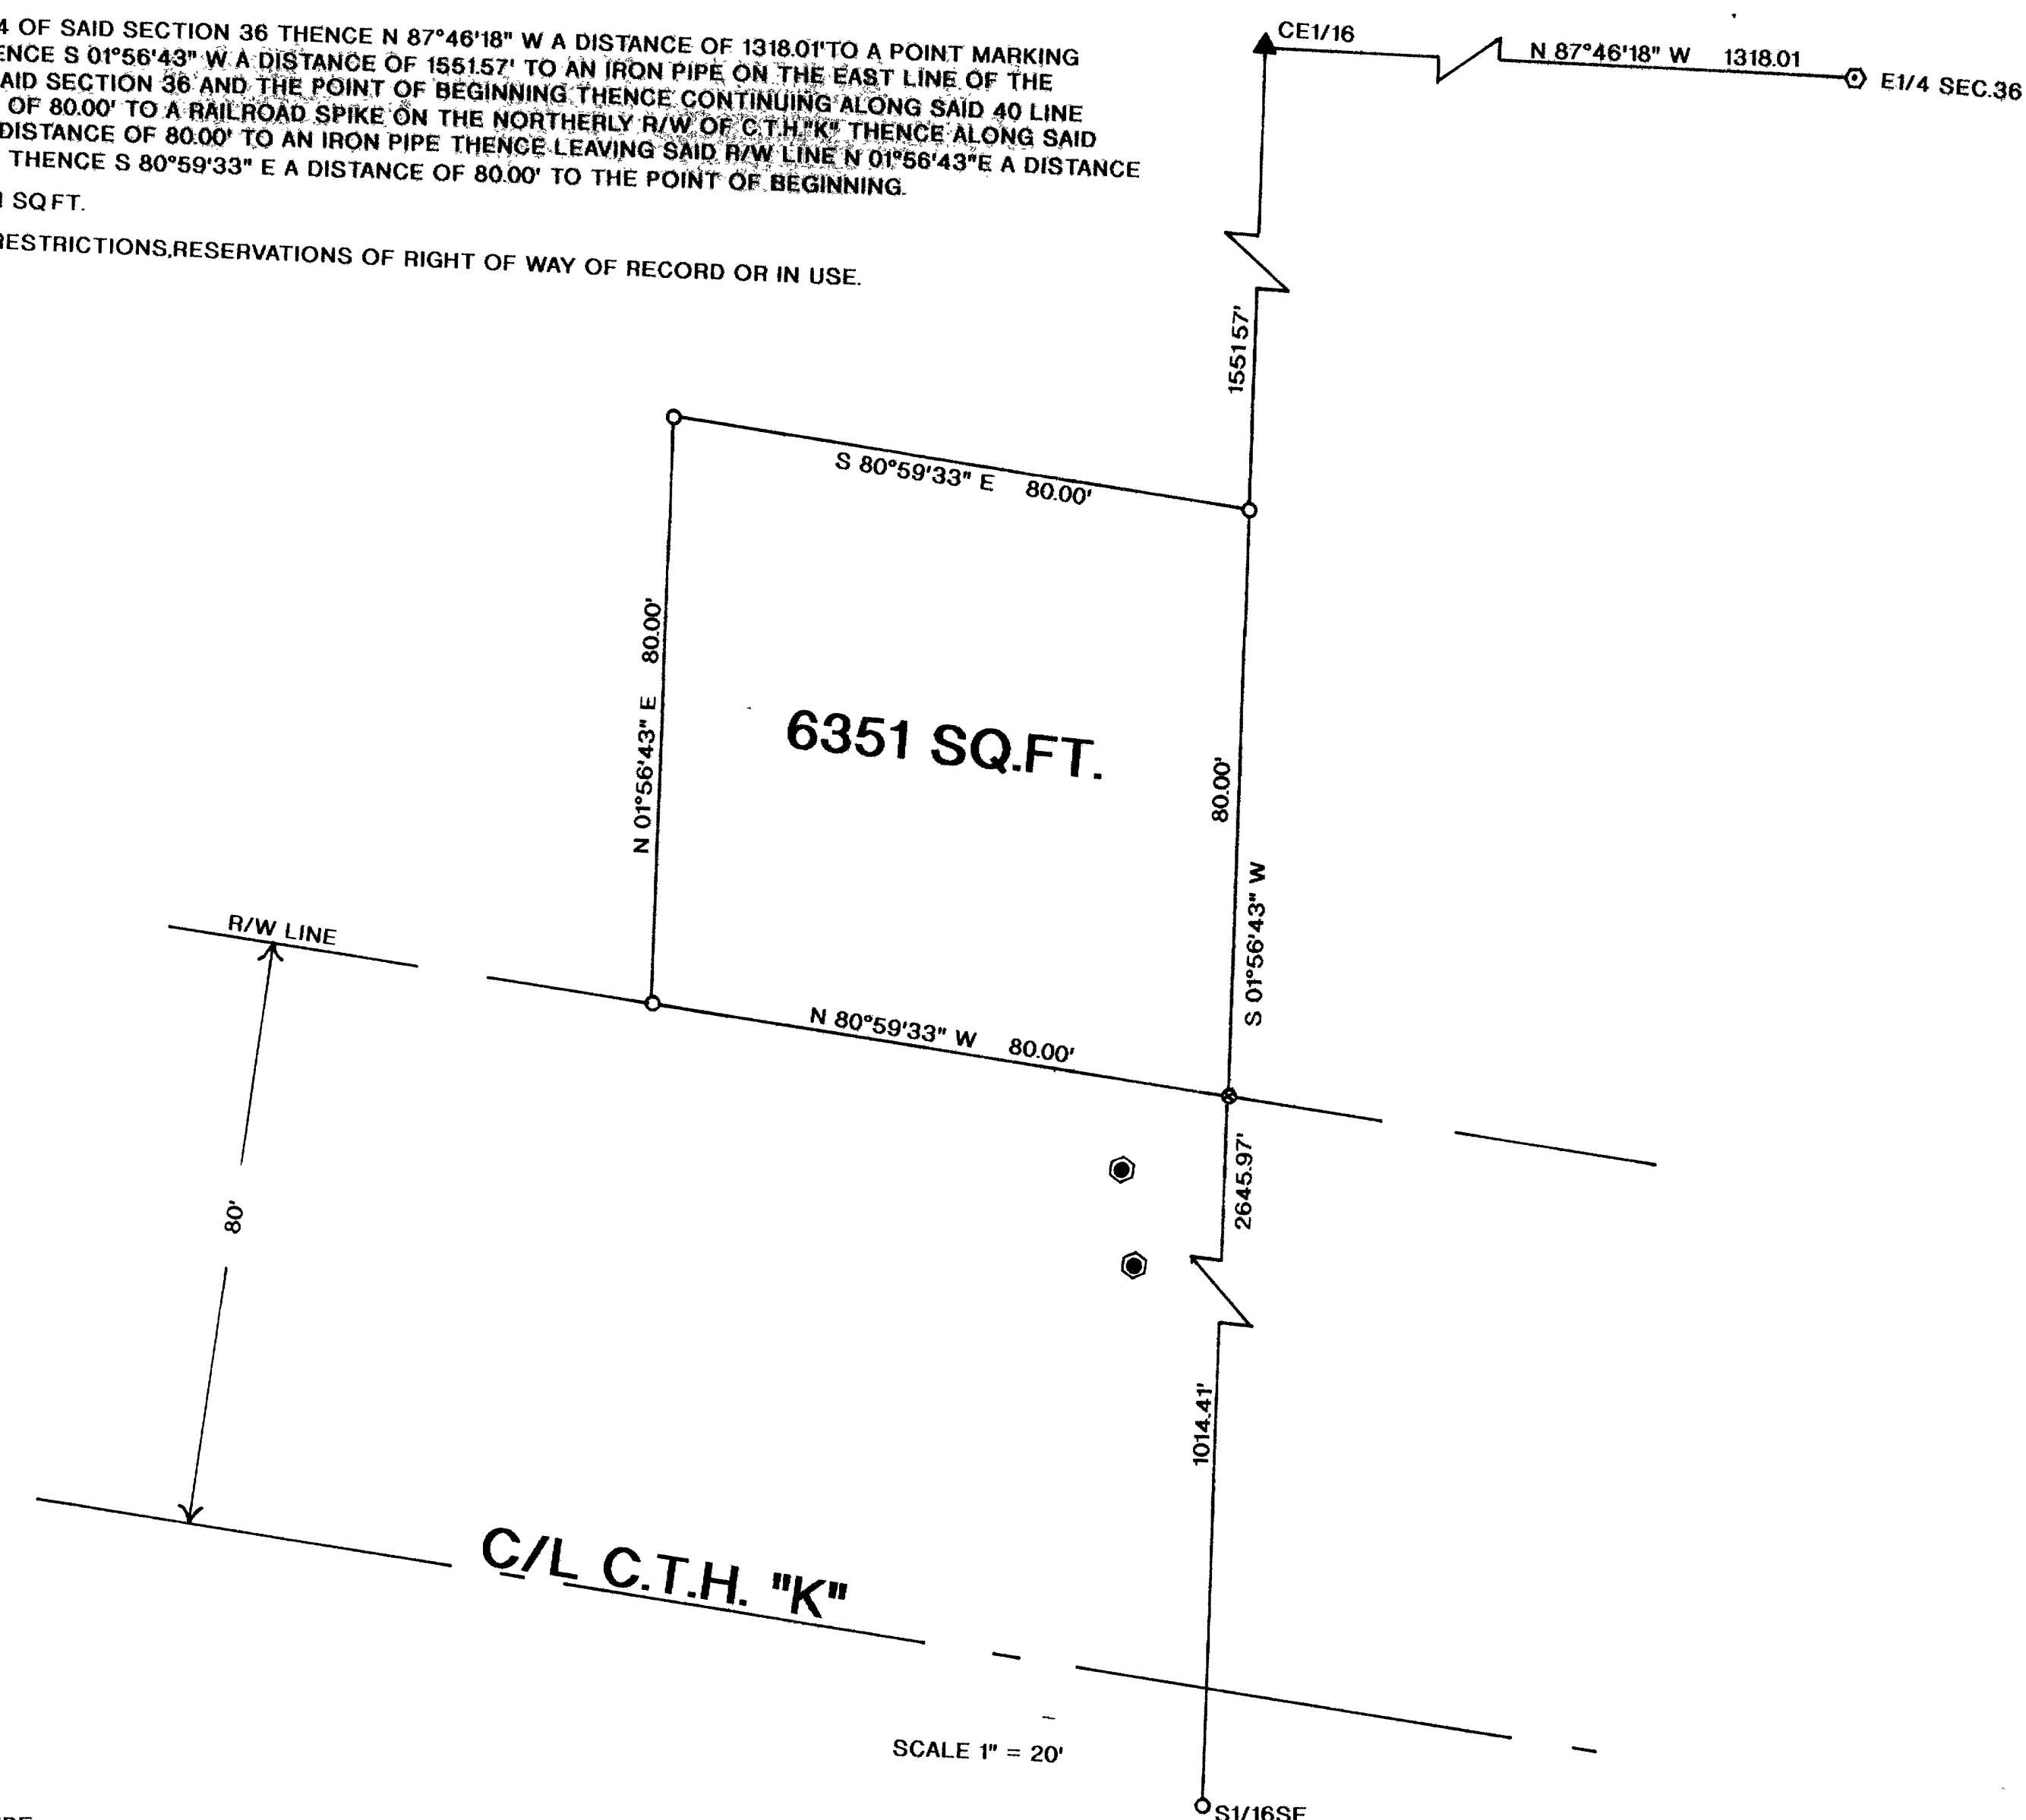 4 OF SAID SECTION 36 THENCE N 87°46'18" W A DISTANCE OF 1318.01'TO A POINT MARKING
ENCE S 01°56'43" W A DISTANCE OF 1551.57' TO AN IRON PIPE ON THE EAST LINE OF THE
AID SECTION 36 AND THE POINT OF BEGINNING THENCE CONTINUING ALONG SAID 40 LINE
OF 80.00' TO A RAILROAD SPIKE ON THE NORTHERLY R/W OF C.T.H."K" THENCE ALONG SAID
DISTANCE OF 80.00' TO AN IRON PIPE THENCE LEAVING SAID R/W LINE N 01°56'43"E A DISTANCE
THENCE S 80°59'33" E A DISTANCE OF 80.00' TO THE POINT OF BEGINNING.
SQ FT.
RESTRICTIONS,RESERVATIONS OF RIGHT OF WAY OF RECORD OR IN USE.
CE1/16
N 87°46'18" W 1318.01
E1/4 SEC.36
1551.57'
S 80°59'33" E 80.00'
N 01°56'43" E 80.00'
6351 SQ.FT.
80.00'
S 01°56'43" W
R/W LINE
N 80°59'33" W 80.00'
2645.97'
80'
1014.41'
C/L C.T.H. "K"
SCALE 1" = 20'
S1/16SE